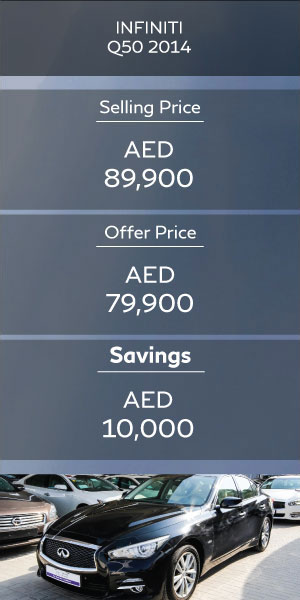 INFINITI
Q50 2014
Selling Price
AED
89,900
Offer Price
AED
79,900
Savings
AED
10,000